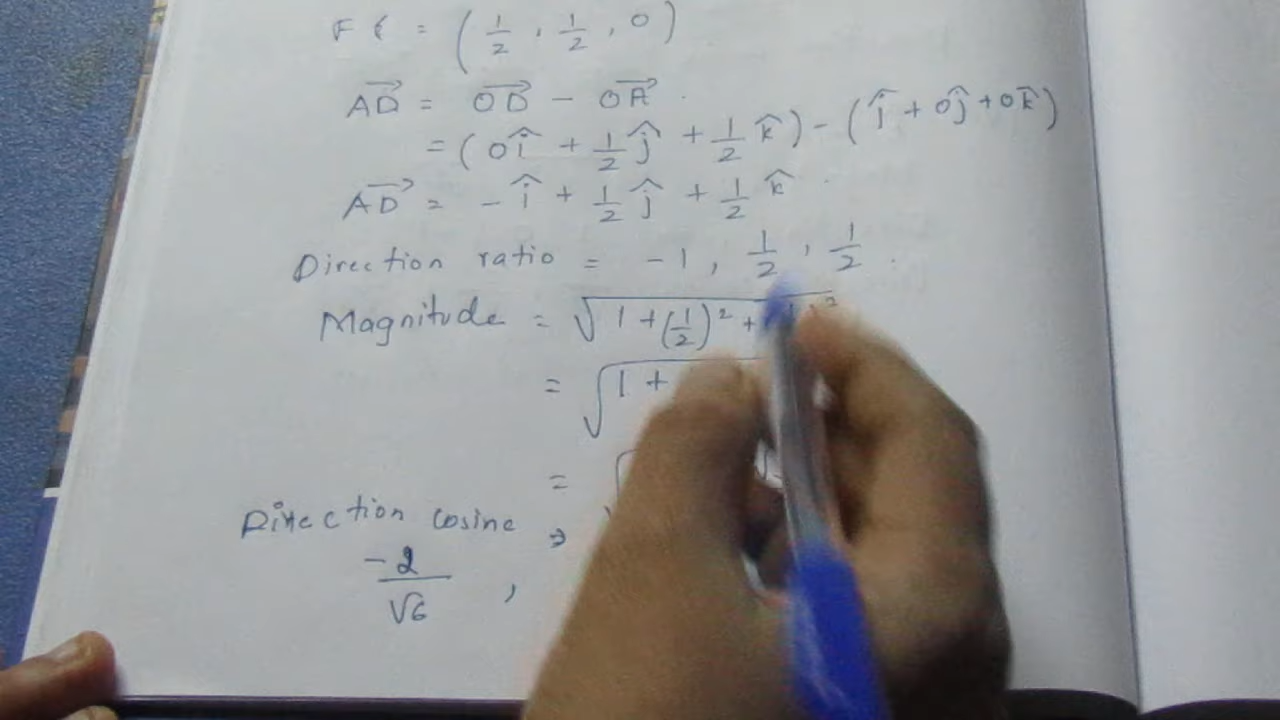 F ( = (1/2, 1/2, 0)
AD⃗ = OD⃗ - OA⃗.
= (0î + 1/2 ĵ + 1/2 k̂) - (î + 0ĵ + 0k̂)
AD⃗ = -î + 1/2 ĵ + 1/2 k̂.
Direction ratio = -1, 1/2, 1/2.
Magnitude = √1 + (1/2)² +
= √1 +
=
Direction cosine →
-2/√6 ,